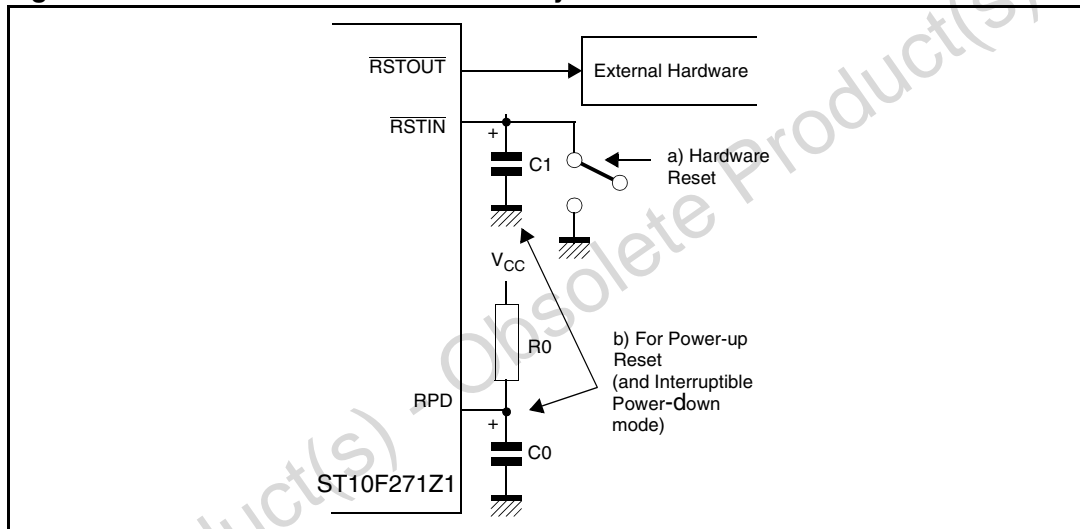 RSTOUT
External Hardware
RSTIN
+
C1
a) Hardware
Reset
VCC
R0
b) For Power-up
Reset
(and Interruptible
Power-down
mode)
RPD
+
C0
ST10F271Z1
duct(s) - Obsolete Product(s)